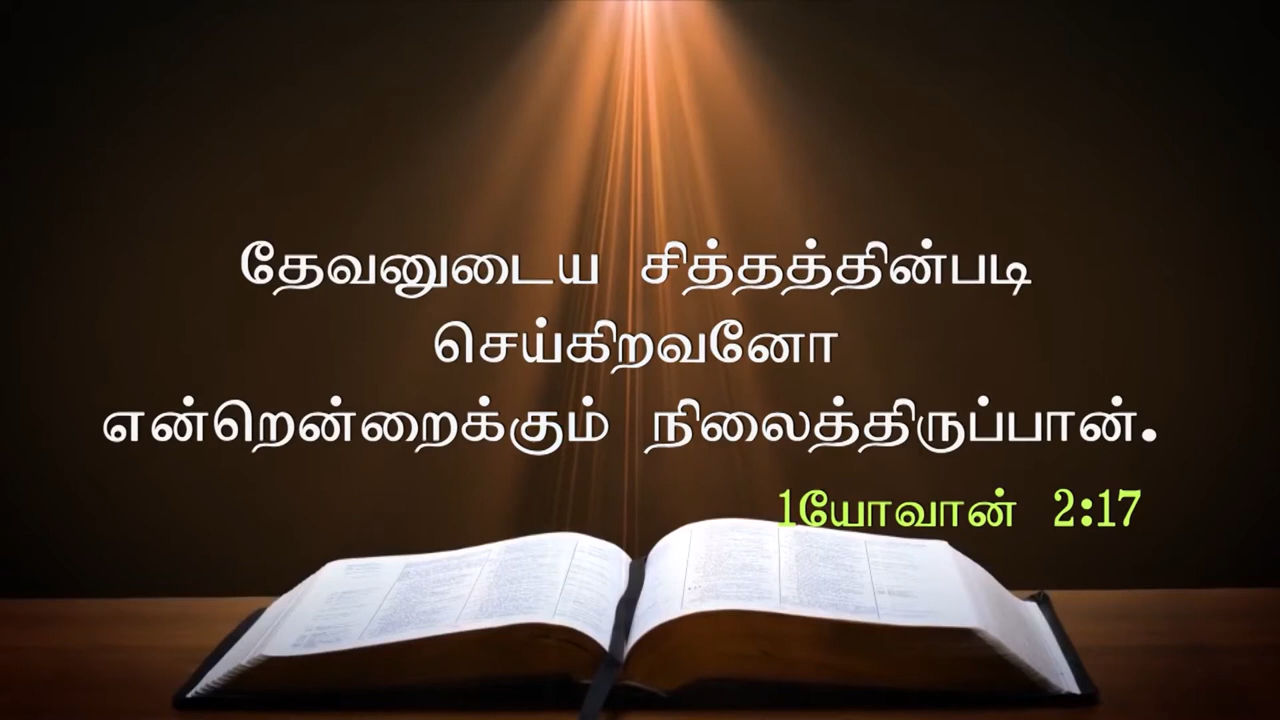 தேவனுடைய சித்தத்தின்படி
செய்கிறவனோ
என்றென்றைக்கும் நிலைத்திருப்பான்.
1யோவான் 2:17